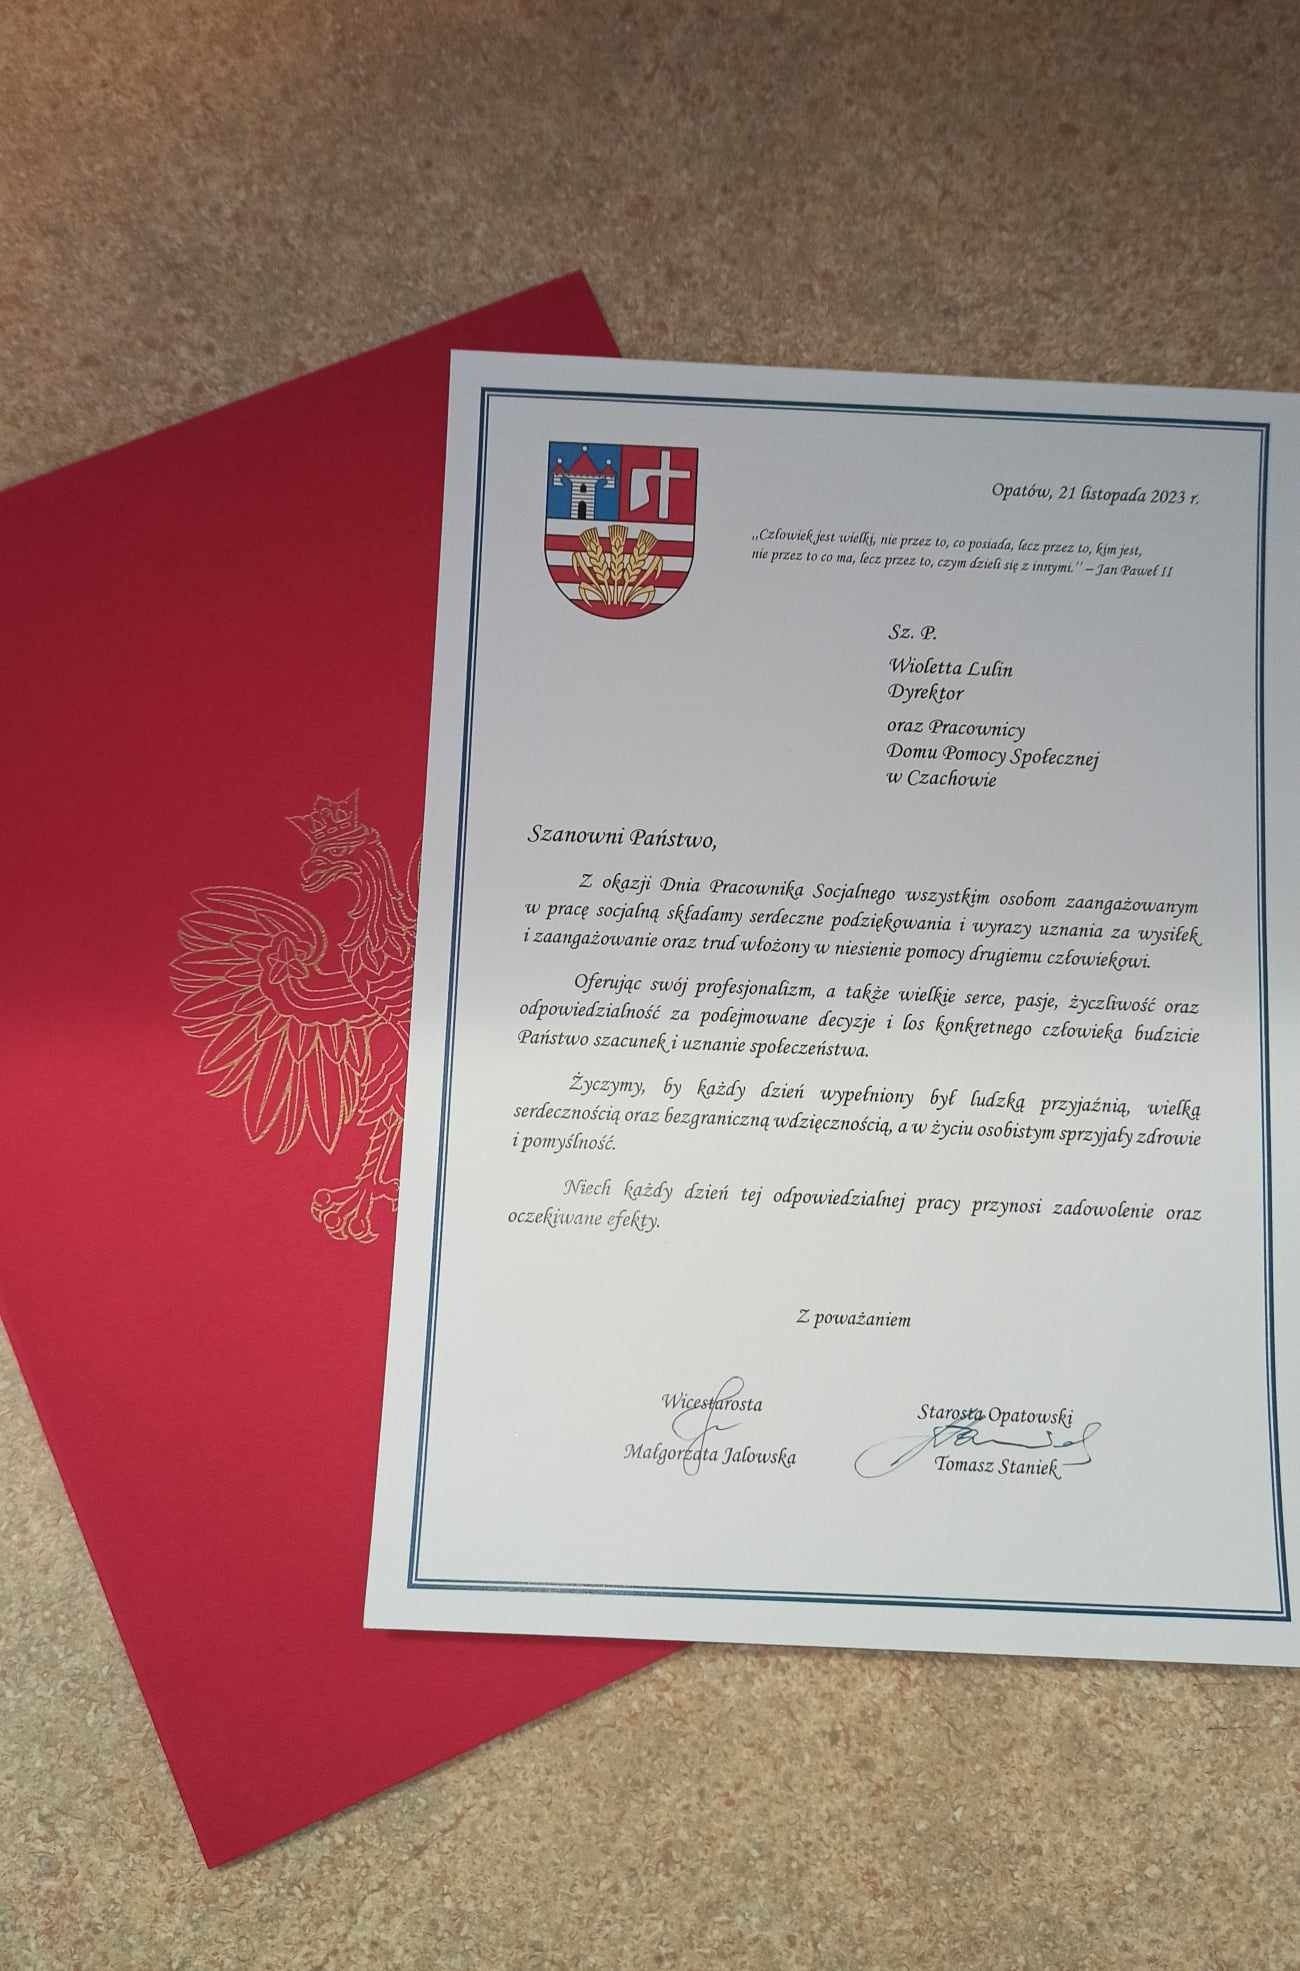 Opatów, 21 listopada 2023 r.
„Człowiek jest wielki, nie przez to, co posiada, lecz przez to, kim jest,
nie przez to co ma, lecz przez to, czym dzieli się z innymi.” – Jan Paweł II
Sz. P.
Wioletta Lulin
Dyrektor
oraz Pracownicy
Domu Pomocy Społecznej
w Czachowie
Szanowni Państwo,
Z okazji Dnia Pracownika Socjalnego wszystkim osobom zaangażowanym
w pracę socjalną składamy serdeczne podziękowania i wyrazy uznania za wysiłek
i zaangażowanie oraz trud włożony w niesienie pomocy drugiemu człowiekowi.
Oferując swój profesjonalizm, a także wielkie serce, pasje, życzliwość oraz
odpowiedzialność za podejmowane decyzje i los konkretnego człowieka budzicie
Państwo szacunek i uznanie społeczeństwa.
Życzymy, by każdy dzień wypełniony był ludzką przyjaźnią, wielką
serdecznością oraz bezgraniczną wdzięcznością, a w życiu osobistym sprzyjały zdrowie
i pomyślność.
Niech każdy dzień tej odpowiedzialnej pracy przynosi zadowolenie oraz
oczekiwane efekty.
Z poważaniem
Wicestarosta
Małgorzata Jalowska
Starosta Opatowski
Tomasz Staniek